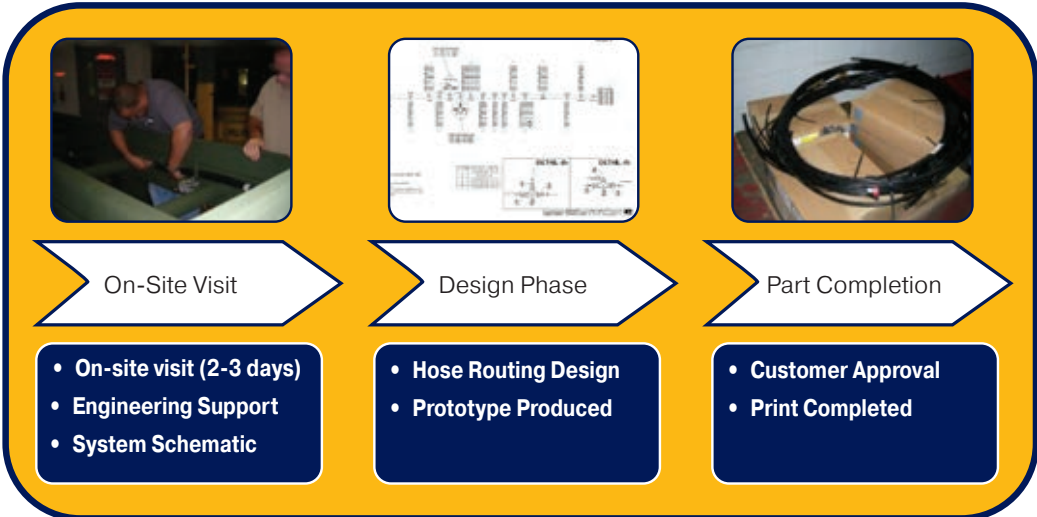 DETAIL-A-
On-Site Visit
Design Phase
Part Completion
• On-site visit (2-3 days)
• Engineering Support
• System Schematic
• Hose Routing Design
• Prototype Produced
• Customer Approval
• Print Completed